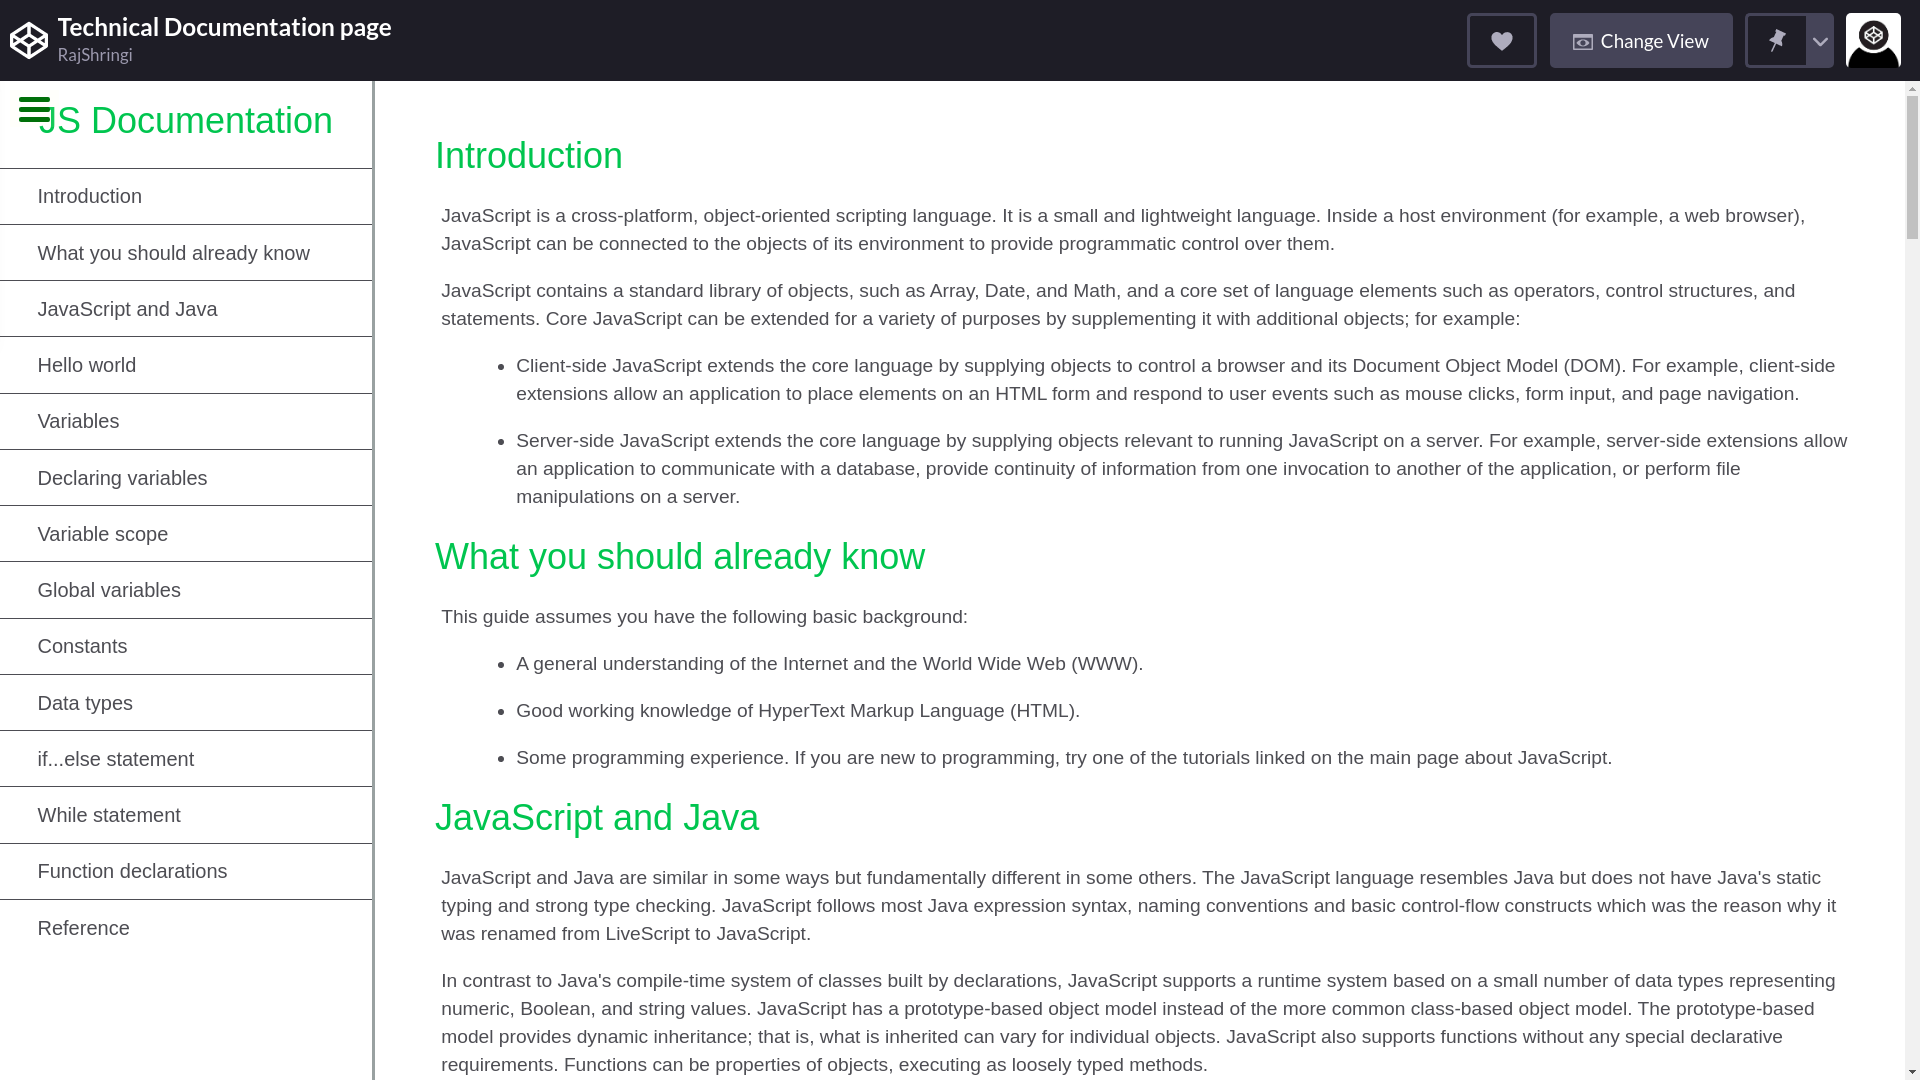 Technical Documentation page
RajShringi
Change View
JS Documentation
Introduction
What you should already know
JavaScript and Java
Hello world
Variables
Declaring variables
Variable scope
Global variables
Constants
Data types
if...else statement
While statement
Function declarations
Reference
Introduction
JavaScript is a cross-platform, object-oriented scripting language. It is a small and lightweight language. Inside a host environment (for example, a web browser),
JavaScript can be connected to the objects of its environment to provide programmatic control over them.
JavaScript contains a standard library of objects, such as Array, Date, and Math, and a core set of language elements such as operators, control structures, and
statements. Core JavaScript can be extended for a variety of purposes by supplementing it with additional objects; for example:
• Client-side JavaScript extends the core language by supplying objects to control a browser and its Document Object Model (DOM). For example, client-side
extensions allow an application to place elements on an HTML form and respond to user events such as mouse clicks, form input, and page navigation.
• Server-side JavaScript extends the core language by supplying objects relevant to running JavaScript on a server. For example, server-side extensions allow
an application to communicate with a database, provide continuity of information from one invocation to another of the application, or perform file
manipulations on a server.
What you should already know
This guide assumes you have the following basic background:
• A general understanding of the Internet and the World Wide Web (WWW).
• Good working knowledge of HyperText Markup Language (HTML).
• Some programming experience. If you are new to programming, try one of the tutorials linked on the main page about JavaScript.
JavaScript and Java
JavaScript and Java are similar in some ways but fundamentally different in some others. The JavaScript language resembles Java but does not have Java's static
typing and strong type checking. JavaScript follows most Java expression syntax, naming conventions and basic control-flow constructs which was the reason why it
was renamed from LiveScript to JavaScript.
In contrast to Java's compile-time system of classes built by declarations, JavaScript supports a runtime system based on a small number of data types representing
numeric, Boolean, and string values. JavaScript has a prototype-based object model instead of the more common class-based object model. The prototype-based
model provides dynamic inheritance; that is, what is inherited can vary for individual objects. JavaScript also supports functions without any special declarative
requirements. Functions can be properties of objects, executing as loosely typed methods.